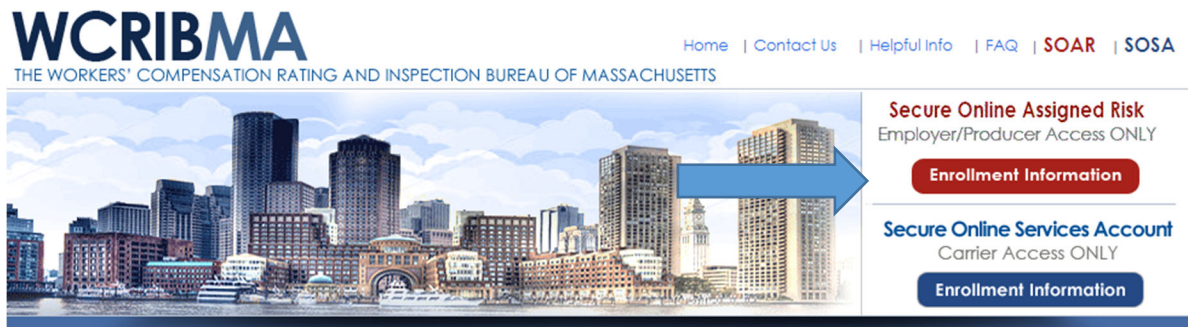 WCRIBMA
Home | Contact Us | Helpful Info | FAQ | SOAR | SOSA
THE WORKERS' COMPENSATION RATING AND INSPECTION BUREAU OF MASSACHUSETTS
Secure Online Assigned Risk
Employer/Producer Access ONLY
Enrollment Information
Secure Online Services Account
Carrier Access ONLY
Enrollment Information